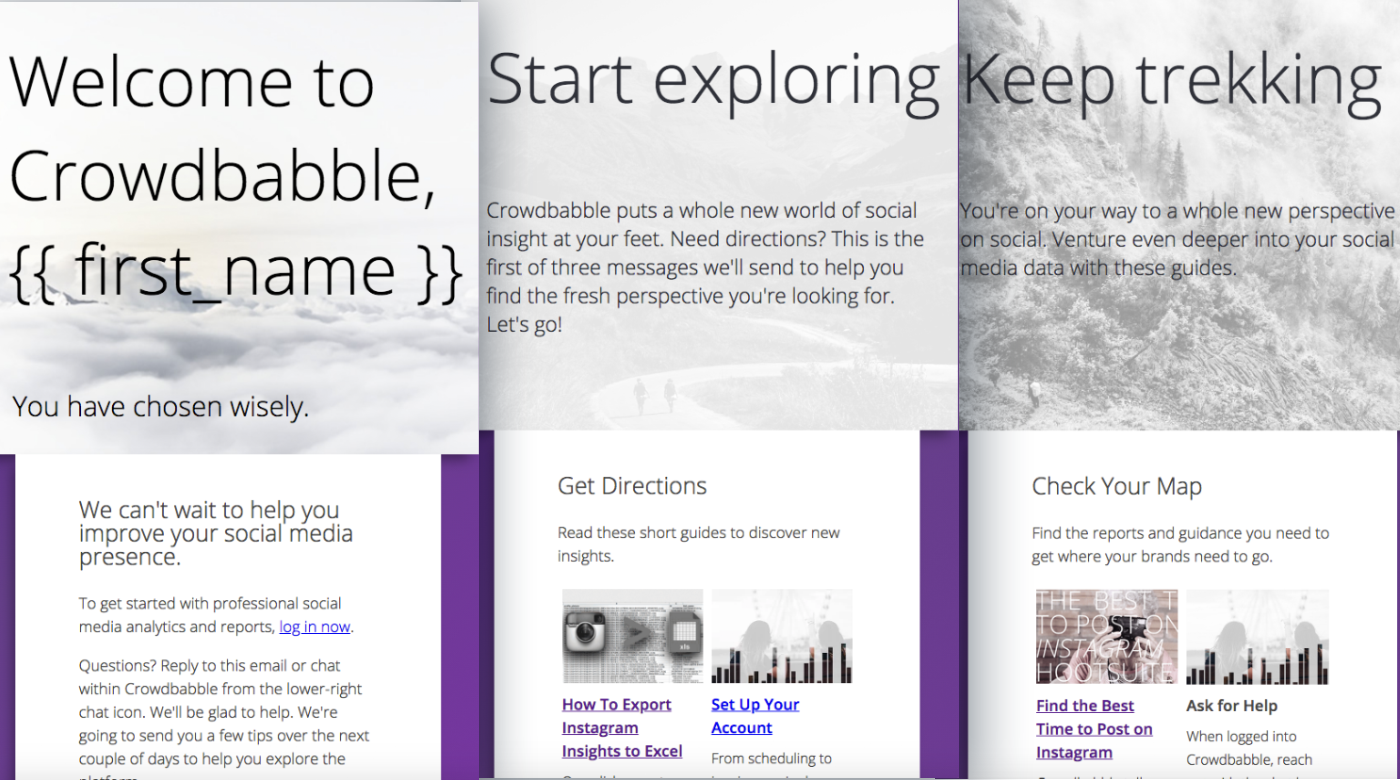 Welcome to
Crowdbabble,
{{ first_name }}
You have chosen wisely.
We can't wait to help you
improve your social media
presence.
To get started with professional social
media analytics and reports, log in now.
Questions? Reply to this email or chat
within Crowdbabble from the lower-right
chat icon. We'll be glad to help. We're
going to send you a few tips over the next
couple of days to help you explore the
Start exploring
Crowdbabble puts a whole new world of social
insight at your feet. Need directions? This is the
first of three messages we'll send to help you
find the fresh perspective you're looking for.
Let's go!
Get Directions
Read these short guides to discover new
insights.
xls
How To Export
Instagram
Insights to Excel
Set Up Your
Account
From scheduling to
Keep trekking
You're on your way to a whole new perspective
on social. Venture even deeper into your social
media data with these guides.
Check Your Map
Find the reports and guidance you need to
get where your brands need to go.
THE BEST T
TO POST ON
INSTAGRAM
HOOTSUITE
Find the Best
Time to Post on
Instagram
Ask for Help
When logged into
Crowdbabble, reach